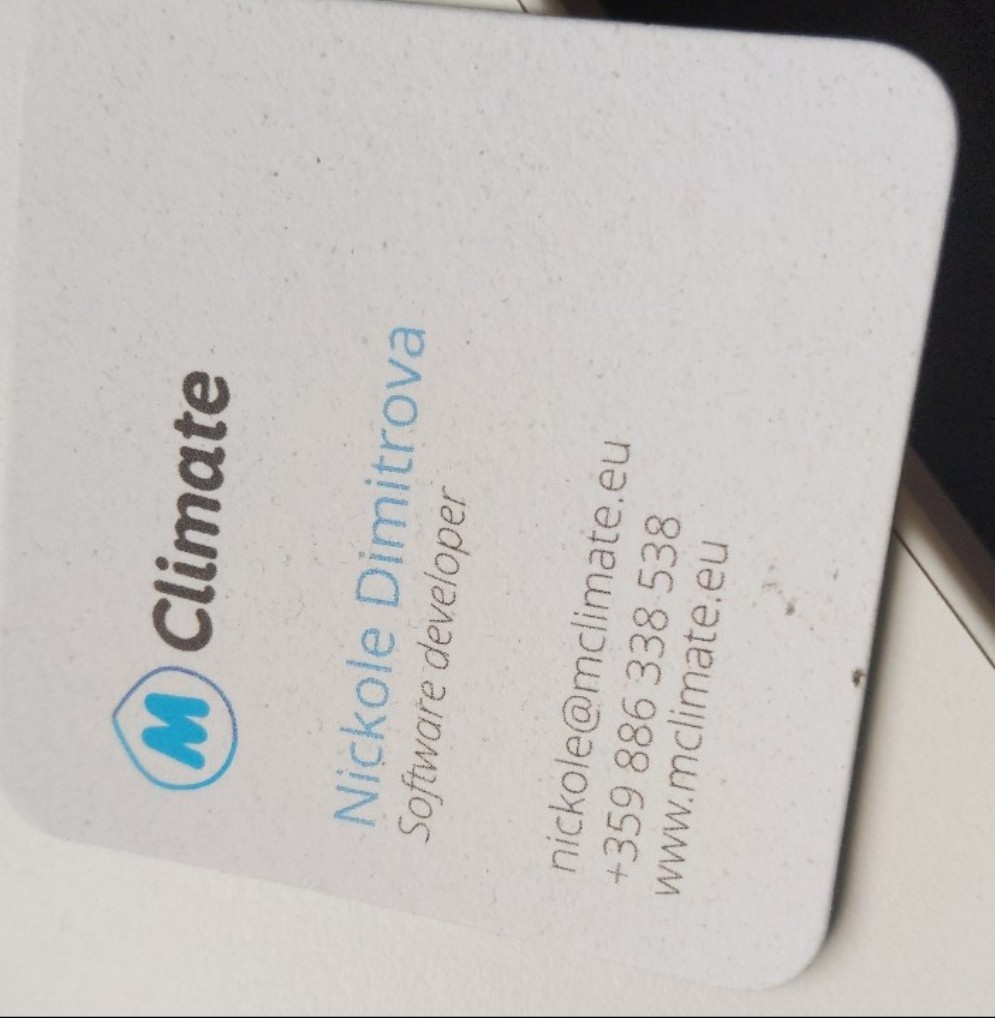 M Climate
Nickole Dimitrova
Software developer
nickole@mclimate.eu
+359 886 338 538
www.mclimate.eu